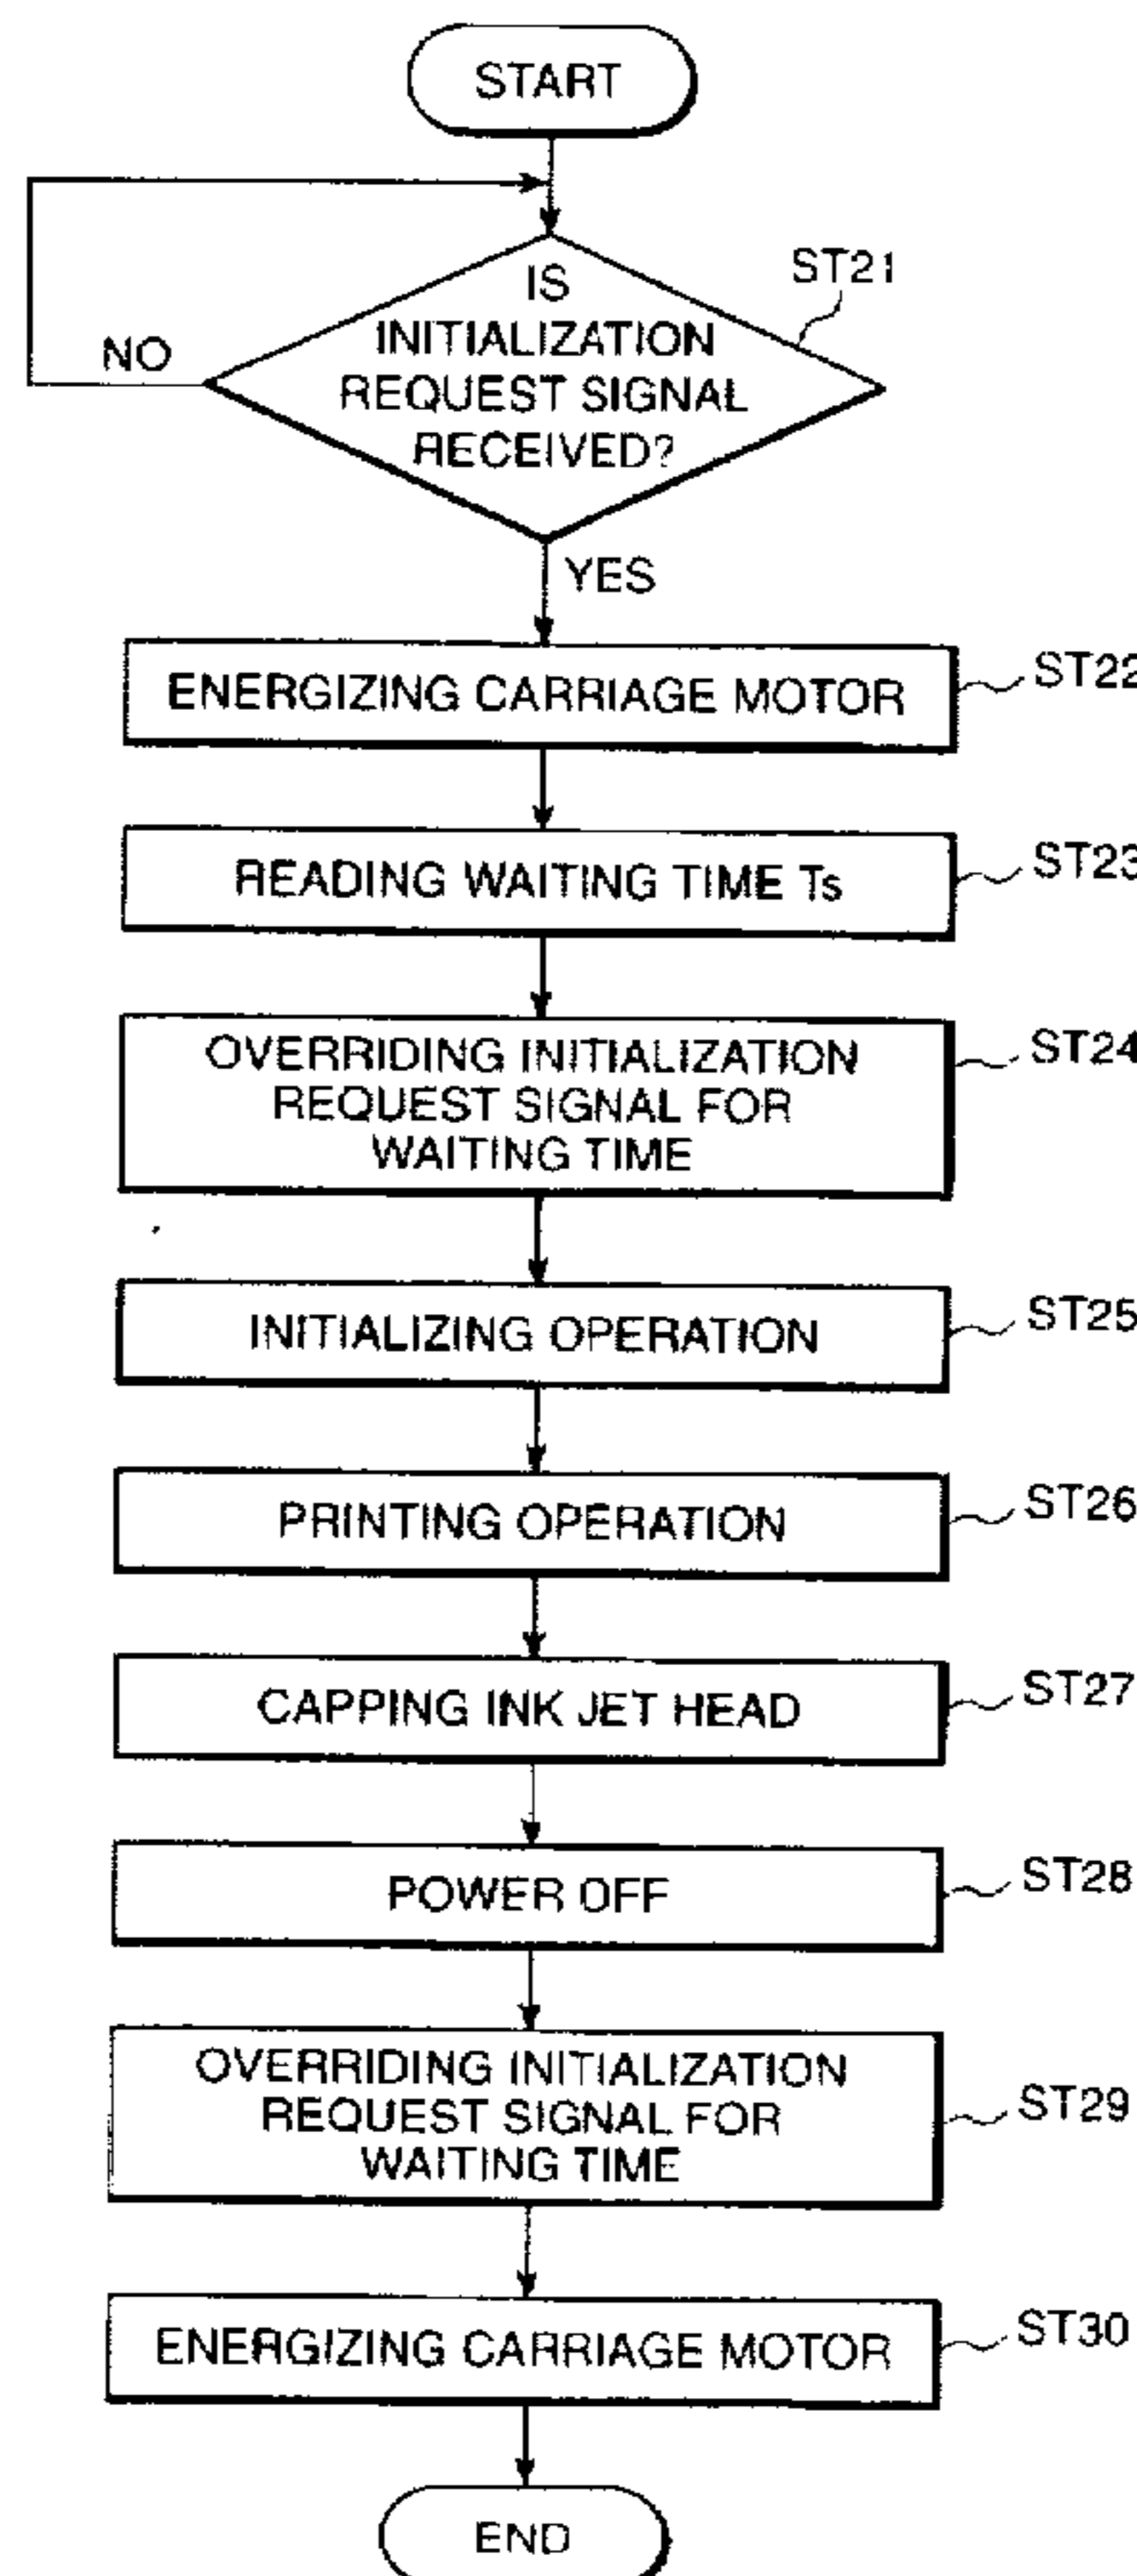 START
IS
INITIALIZATION
REQUEST SIGNAL
RECEIVED?
ST21
NO
YES
ENERGIZING CARRIAGE MOTOR
ST22
READING WAITING TIME Ts
ST23
OVERRIDING INITIALIZATION
REQUEST SIGNAL FOR
WAITING TIME
ST24
INITIALIZING OPERATION
ST25
PRINTING OPERATION
ST26
CAPPING INK JET HEAD
ST27
POWER OFF
ST28
OVERRIDING INITIALIZATION
REQUEST SIGNAL FOR
WAITING TIME
ST29
ENERGIZING CARRIAGE MOTOR
ST30
END